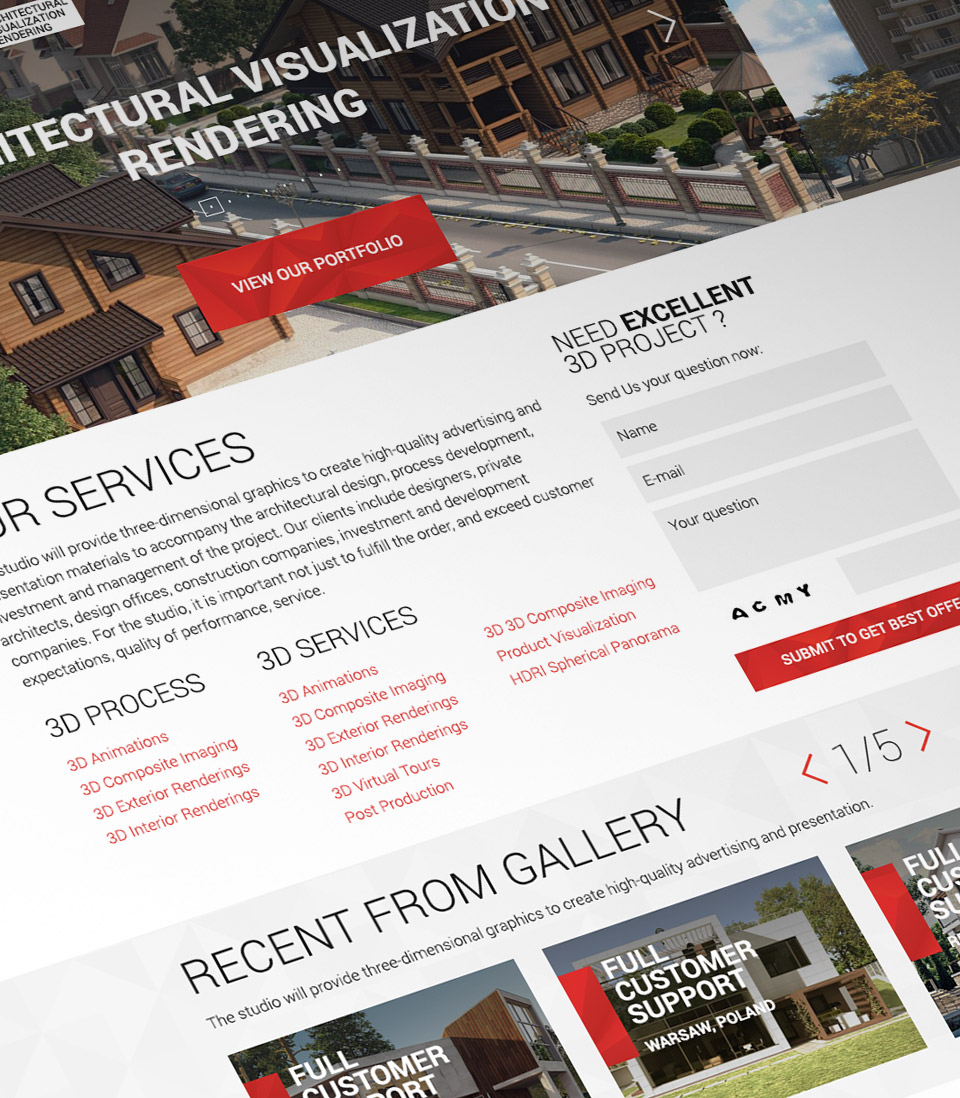 CHITECTURAL
SUALIZATION
ENDERING
HITECTURAL VISUALIZATION
RENDERING
VIEW OUR PORTFOLIO
NEED EXCELLENT
3D PROJECT ?
Send Us your question now:
Name
E-mail
Your question
ACMY
SUBMIT TO GET BEST OFFE
UR SERVICES
studio will provide three-dimensional graphics to create high-quality advertising and
sentation materials to accompany the architectural design, process development,
nvestment and management of the project. Our clients include designers, private
architects, design offices, construction companies, investment and development
companies. For the studio, it is important not just to fulfill the order, and exceed customer
expectations, quality of performance, service.
3D PROCESS
3D Animations
3D Composite Imaging
3D Exterior Renderings
3D Interior Renderings
3D SERVICES
3D Animations
3D Composite Imaging
3D Exterior Renderings
3D Interior Renderings
3D Virtual Tours
Post Production
3D 3D Composite Imaging
Product Visualization
HDRI Spherical Panorama
1/5
RECENT FROM GALLERY
The studio will provide three-dimensional graphics to create high-quality advertising and presentation.
FULL
CUSTOMER
PORT
FULL
CUSTOMER
SUPPORT
WARSAW, POLAND
FULL
CUS
SU